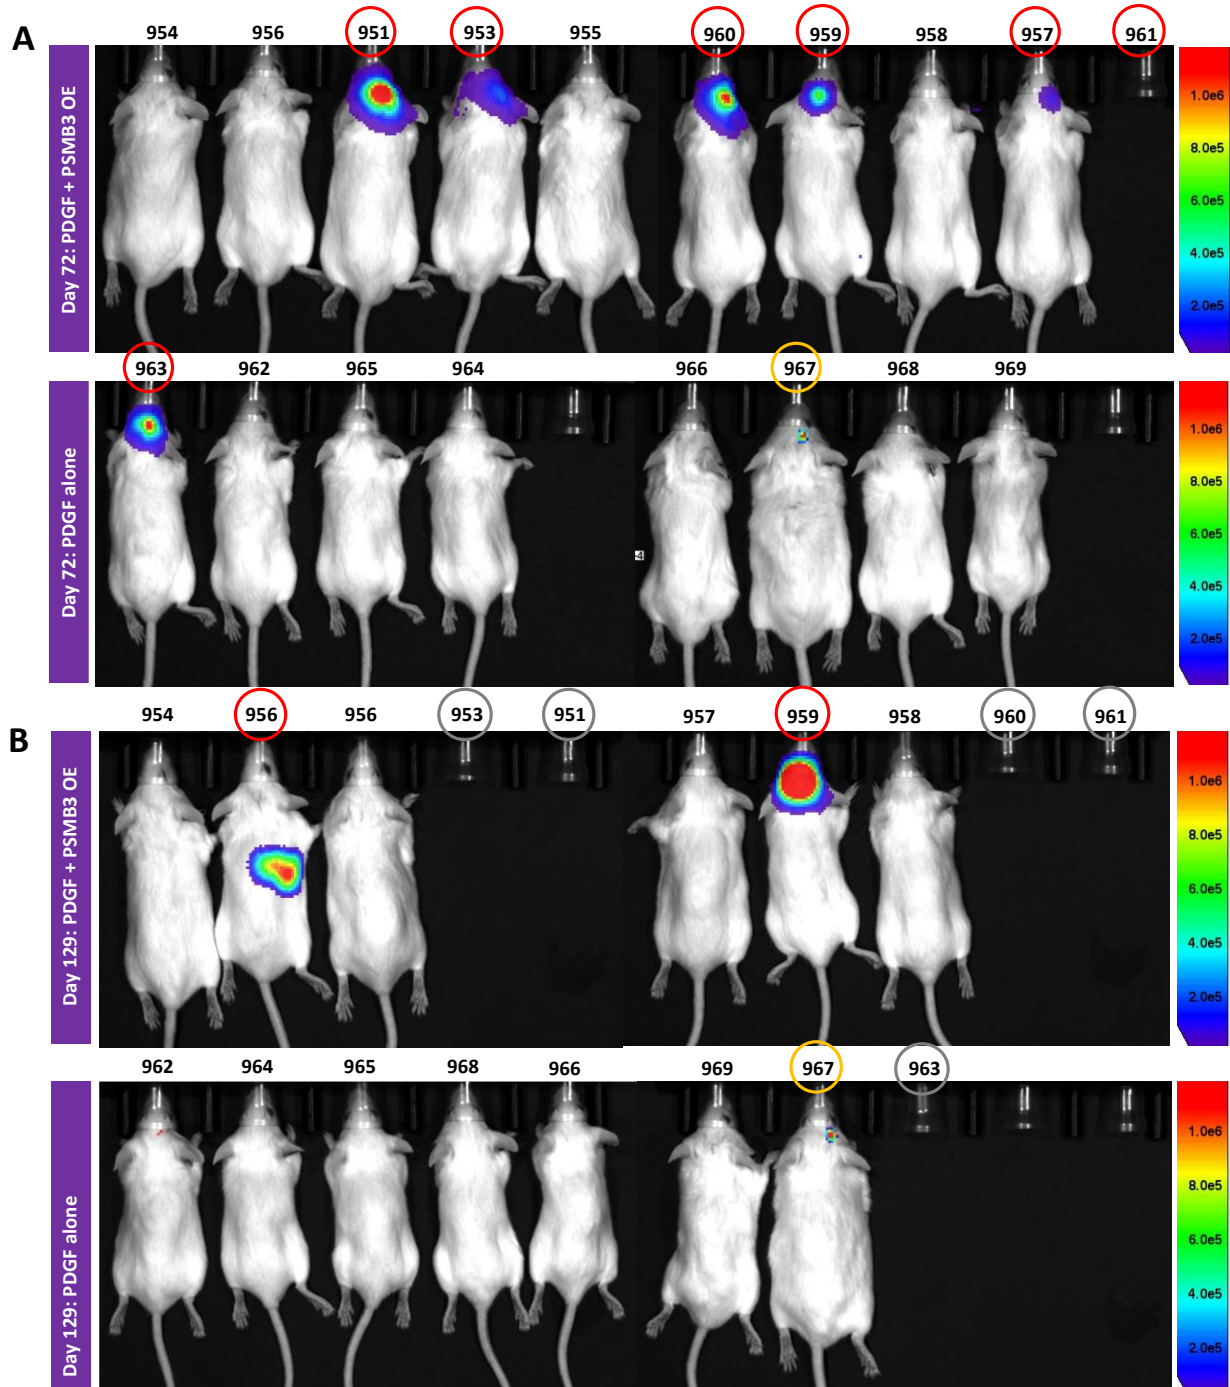 A
954 956 951 953 955 960 959 958 957 961
Day 72: PDGF + PSMB3 OE
1.0e6
8.0e5
6.0e5
4.0e5
2.0e5
963 962 965 964 966 967 968 969
Day 72: PDGF alone
4
1.0e6
8.0e5
6.0e5
4.0e5
2.0e5
B
954 956 956 953 951 957 959 958 960 961
Day 129: PDGF + PSMB3 OE
1.0e6
8.0e5
6.0e5
4.0e5
2.0e5
962 964 965 968 966 969 967 963
Day 129: PDGF alone
1.0e6
8.0e5
6.0e5
4.0e5
2.0e5